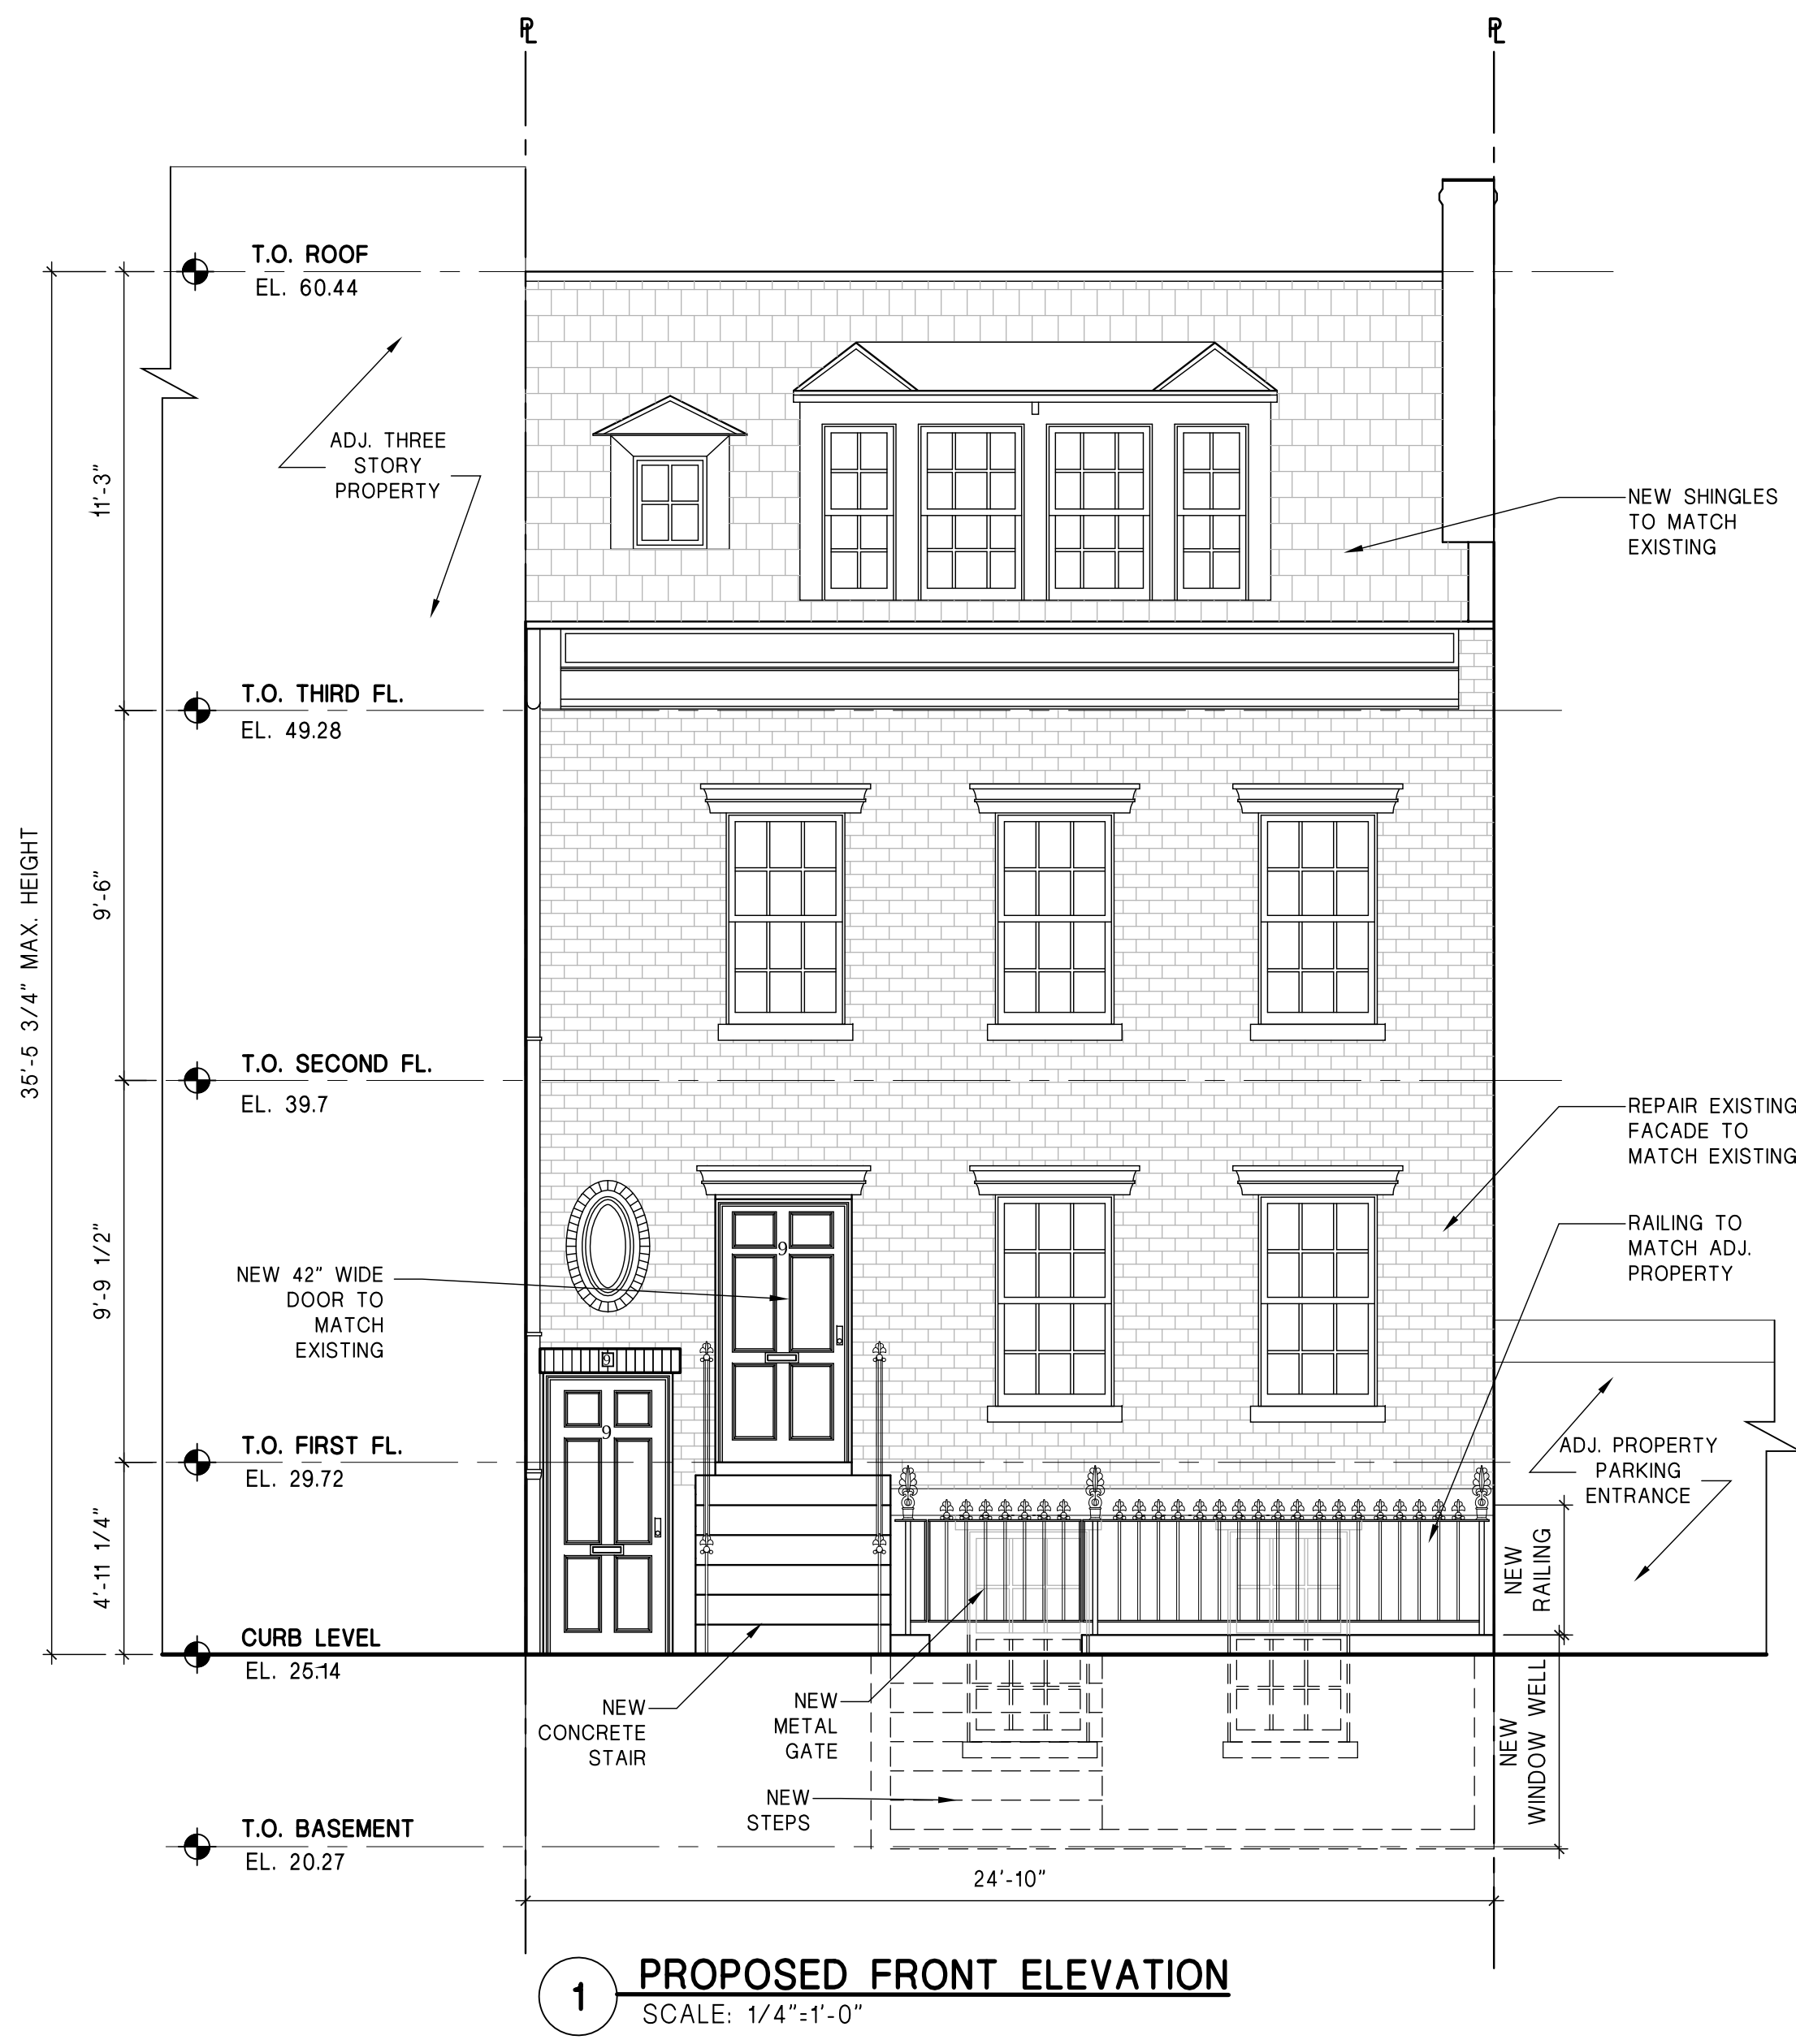 PL
PL
T.O. ROOF
EL. 60.44
ADJ. THREE
STORY
PROPERTY
11'-3"
NEW SHINGLES
TO MATCH
EXISTING
T.O. THIRD FL.
EL. 49.28
35'-5 3/4" MAX. HEIGHT
9'-6"
T.O. SECOND FL.
EL. 39.7
REPAIR EXISTING
FACADE TO
MATCH EXISTING
RAILING TO
MATCH ADJ.
PROPERTY
9'-9 1/2"
NEW 42" WIDE
DOOR TO
MATCH
EXISTING
9
9
9
T.O. FIRST FL.
EL. 29.72
ADJ. PROPERTY
PARKING
ENTRANCE
4'-11 1/4"
NEW
RAILING
CURB LEVEL
EL. 25.14
NEW
CONCRETE
STAIR
NEW
METAL
GATE
NEW
WINDOW WELL
NEW
STEPS
T.O. BASEMENT
EL. 20.27
24'-10"
1
PROPOSED FRONT ELEVATION
SCALE: 1/4"=1'-0"